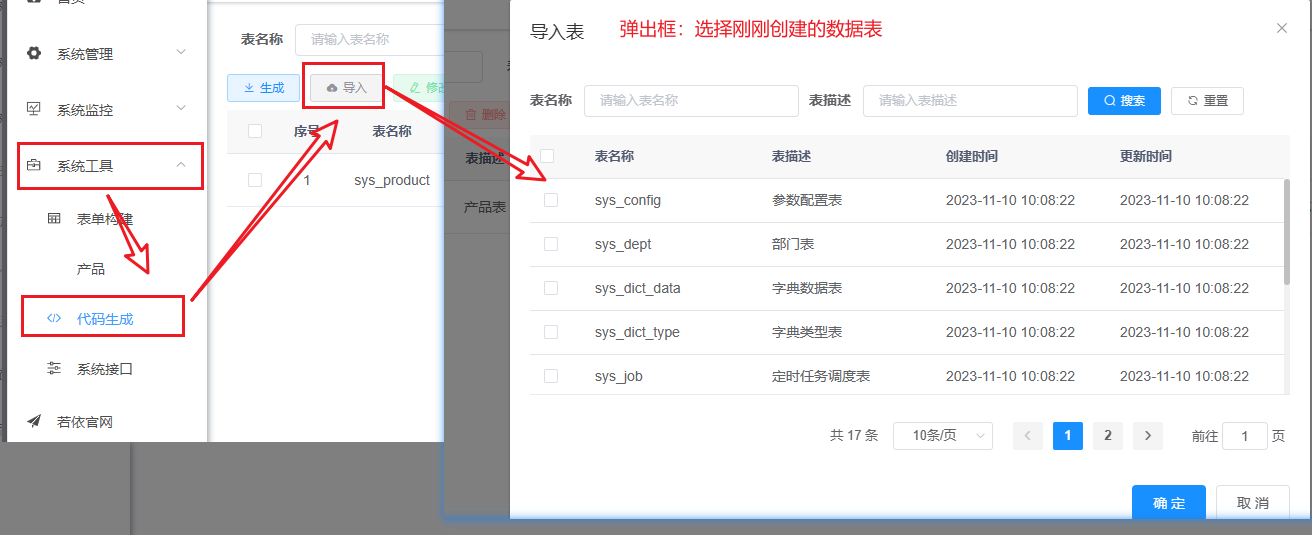 首页
系统管理
系统监控
系统工具
表单构建
产品
代码生成
系统接口
若依官网
表名称 请输入表名称
生成 导入 修改
删除
序号 表名称
表描述
1 sys_product
产品表
导入表 弹出框：选择刚刚创建的数据表
表名称 请输入表名称 表描述 请输入表描述 搜索 重置
表名称 表描述 创建时间 更新时间
sys_config 参数配置表 2023-11-10 10:08:22 2023-11-10 10:08:22
sys_dept 部门表 2023-11-10 10:08:22 2023-11-10 10:08:22
sys_dict_data 字典数据表 2023-11-10 10:08:22 2023-11-10 10:08:22
sys_dict_type 字典类型表 2023-11-10 10:08:22 2023-11-10 10:08:22
sys_job 定时任务调度表 2023-11-10 10:08:22 2023-11-10 10:08:22
共 17 条 10条/页 1 2 前往 1 页
确 定 取 消